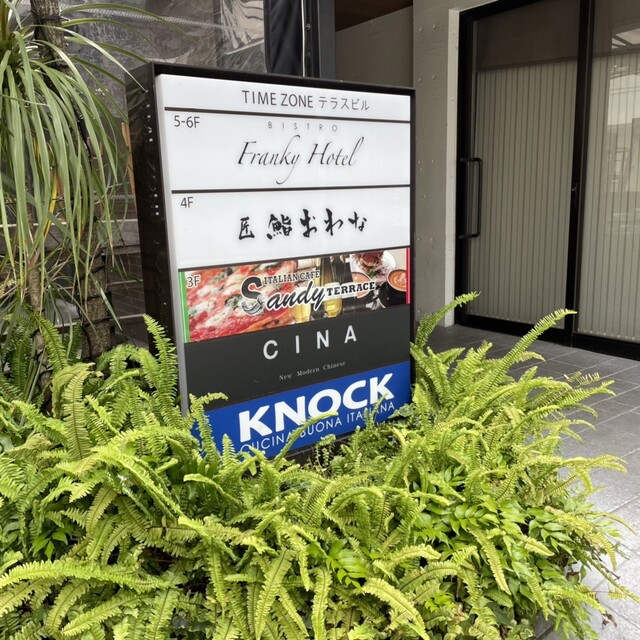 TIME ZONE テラスビル
5-6F
BISTRO
Franky Hotel
4F
匠 鮨 おわな
3F
ITALIAN CAFÉ
Sandy TERRACE
CINA
New Modern Chinese
KNOCK
CUCINA BUONA ITALIANA